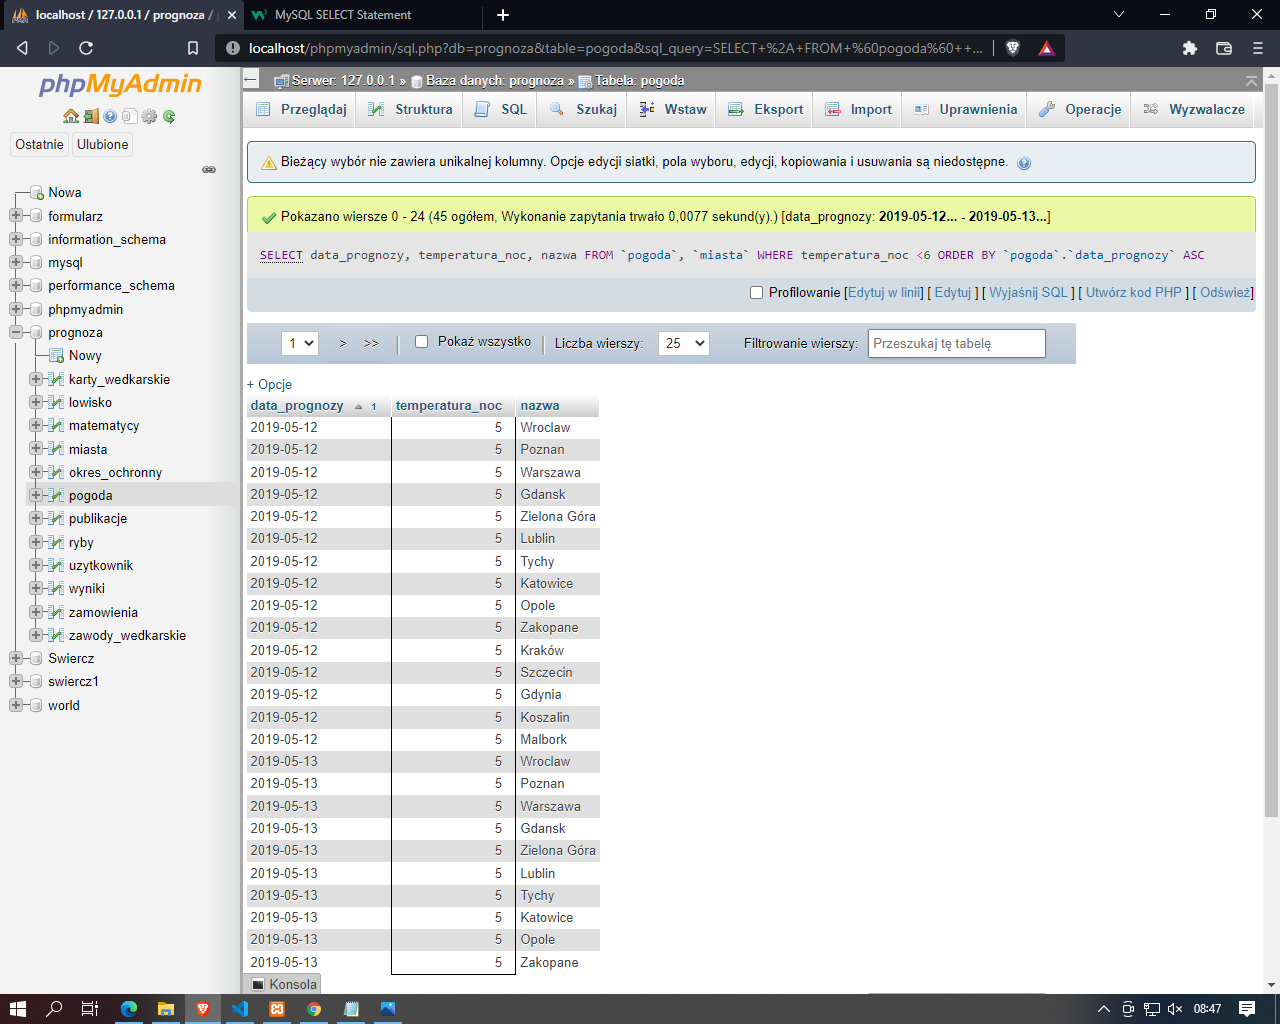 localhost / 127.0.0.1 / prognoza /
MySQL SELECT Statement
localhost/phpmyadmin/sql.php?db=prognoza&table=pogoda&sql_query=SELECT+%2A+FROM+%60pogoda%60++...
phpMyAdmin
Ostatnie
Ulubione
Nowa
formularz
information_schema
mysql
performance_schema
phpmyadmin
prognoza
Nowy
karty_wedkarskie
lowisko
matematycy
miasta
okres_ochronny
pogoda
publikacje
ryby
uzytkownik
wyniki
zamowienia
zawody_wedkarskie
Swiercz
swiercz1
world
Serwer: 127.0.0.1 » Baza danych: prognoza » Tabela: pogoda
Przeglądaj Struktura SQL Szukaj Wstaw Eksport Import Uprawnienia Operacje Wyzwalacze
Bieżący wybór nie zawiera unikalnej kolumny. Opcje edycji siatki, pola wyboru, edycji, kopiowania i usuwania są niedostępne.
Pokazano wiersze 0 - 24 (45 ogółem, Wykonanie zapytania trwało 0,0077 sekund(y).) [data_prognozy: 2019-05-12... - 2019-05-13...]
SELECT data_prognozy, temperatura_noc, nazwa FROM `pogoda`, `miasta` WHERE temperatura_noc <6 ORDER BY `pogoda`.`data_prognozy` ASC
Profilowanie [Edytuj w linii] [ Edytuj ] [ Wyjaśnij SQL ] [ Utwórz kod PHP ] [ Odśwież]
1 > >> | Pokaż wszystko | Liczba wierszy: 25 Filtrowanie wierszy: Przeszukaj tę tabelę
+ Opcje
data_prognozy 1 temperatura_noc nazwa
2019-05-12 5 Wroclaw
2019-05-12 5 Poznan
2019-05-12 5 Warszawa
2019-05-12 5 Gdansk
2019-05-12 5 Zielona Góra
2019-05-12 5 Lublin
2019-05-12 5 Tychy
2019-05-12 5 Katowice
2019-05-12 5 Opole
2019-05-12 5 Zakopane
2019-05-12 5 Kraków
2019-05-12 5 Szczecin
2019-05-12 5 Gdynia
2019-05-12 5 Koszalin
2019-05-12 5 Malbork
2019-05-13 5 Wroclaw
2019-05-13 5 Poznan
2019-05-13 5 Warszawa
2019-05-13 5 Gdansk
2019-05-13 5 Zielona Góra
2019-05-13 5 Lublin
2019-05-13 5 Tychy
2019-05-13 5 Katowice
2019-05-13 5 Opole
2019-05-13 5 Zakopane
Konsola
08:47